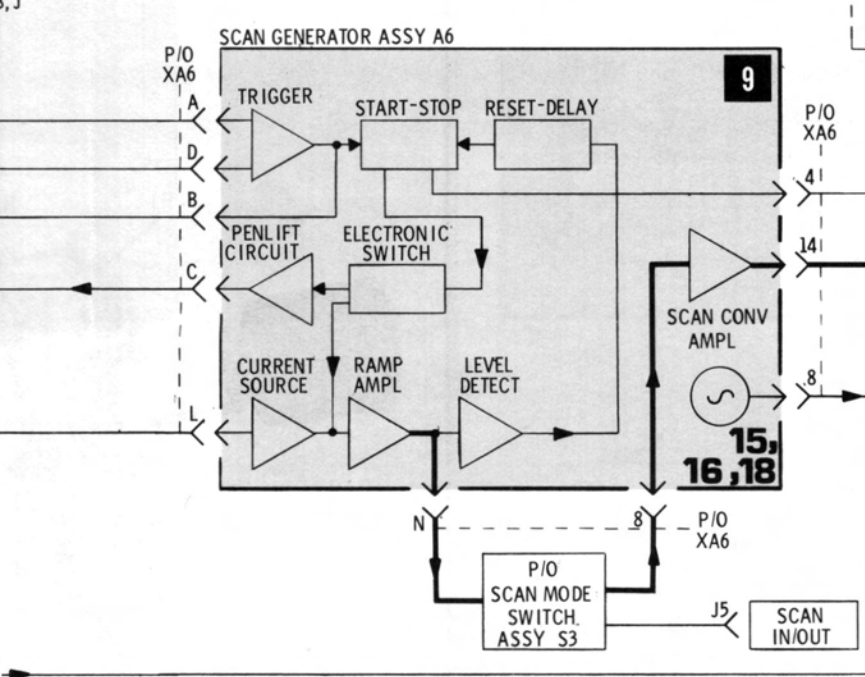 SCAN GENERATOR ASSY A6
9
P/O
XA6
A
TRIGGER
START-STOP
RESET-DELAY
P/O
XA6
D
4
B
PENLIFT
CIRCUIT
ELECTRONIC
SWITCH
14
C
SCAN CONV
AMPL
CURRENT
SOURCE
RAMP
AMPL
LEVEL
DETECT
8
L
15,
16,18
N
8
P/O
XA6
P/O
SCAN MODE
SWITCH.
ASSY S3
J5
SCAN
IN/OUT